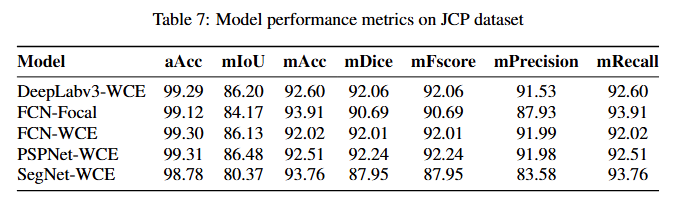 Table 7: Model performance metrics on JCP dataset
Model aAcc mIoU mAcc mDice mFscore mPrecision mRecall
DeepLabv3-WCE 99.29 86.20 92.60 92.06 92.06 91.53 92.60
FCN-Focal 99.12 84.17 93.91 90.69 90.69 87.93 93.91
FCN-WCE 99.30 86.13 92.02 92.01 92.01 91.99 92.02
PSPNet-WCE 99.31 86.48 92.51 92.24 92.24 91.98 92.51
SegNet-WCE 98.78 80.37 93.76 87.95 87.95 83.58 93.76